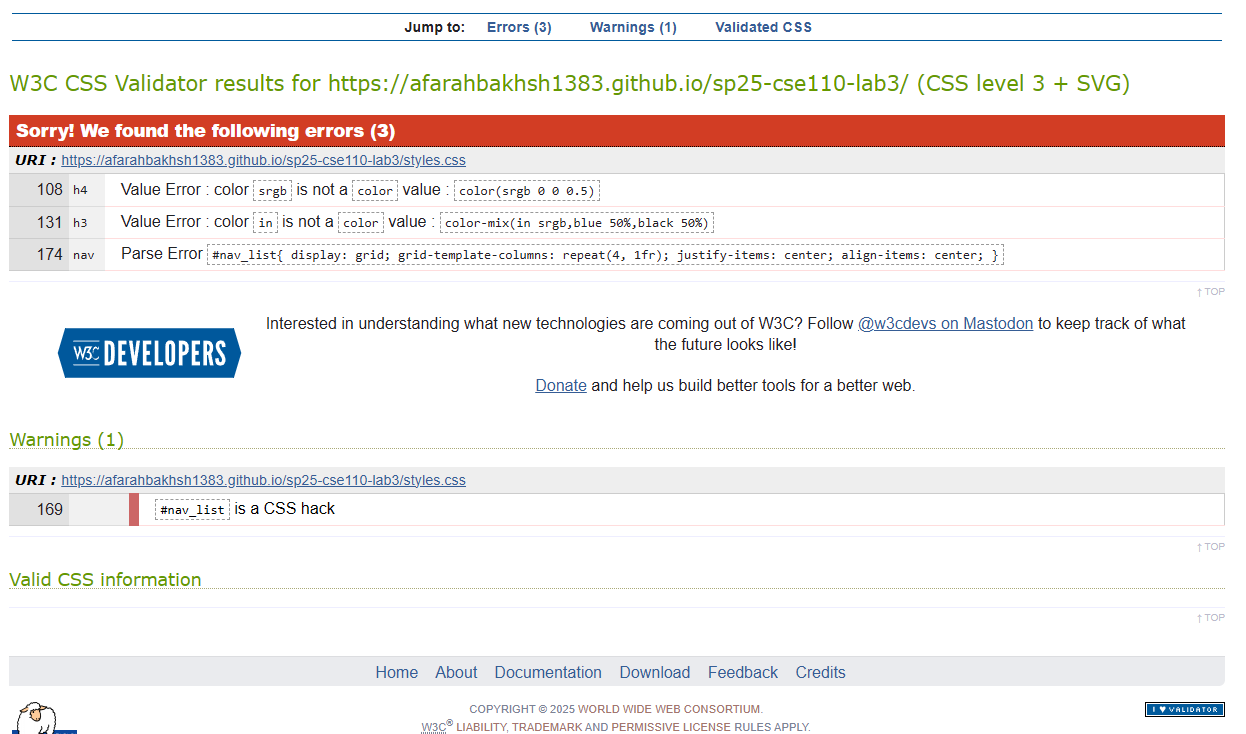 Jump to: Errors (3) Warnings (1) Validated CSS
W3C CSS Validator results for https://afarahbakhsh1383.github.io/sp25-cse110-lab3/ (CSS level 3 + SVG)
Sorry! We found the following errors (3)
URI : https://afarahbakhsh1383.github.io/sp25-cse110-lab3/styles.css
108 h4 Value Error : color srgb is not a color value : color(srgb 0 0 0.5)
131 h3 Value Error : color in is not a color value : color-mix(in srgb,blue 50%,black 50%)
174 nav Parse Error #nav_list{ display: grid; grid-template-columns: repeat(4, 1fr); justify-items: center; align-items: center; }
↑ TOP
W3C DEVELOPERS
Interested in understanding what new technologies are coming out of W3C? Follow @w3cdevs on Mastodon to keep track of what
the future looks like!
Donate and help us build better tools for a better web.
Warnings (1)
URI : https://afarahbakhsh1383.github.io/sp25-cse110-lab3/styles.css
169 #nav_list is a CSS hack
↑ TOP
Valid CSS information
↑ TOP
Home About Documentation Download Feedback Credits
COPYRIGHT © 2025 WORLD WIDE WEB CONSORTIUM.
W3C® LIABILITY, TRADEMARK AND PERMISSIVE LICENSE RULES APPLY.
I ♥ VALIDATOR